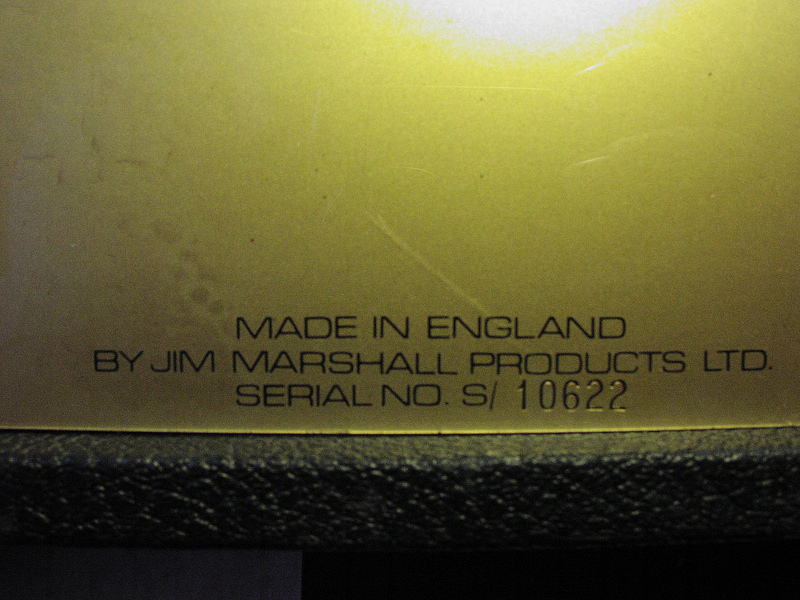 MADE IN ENGLAND
BY JIM MARSHALL PRODUCTS LTD.
SERIAL NO. S/ 10622